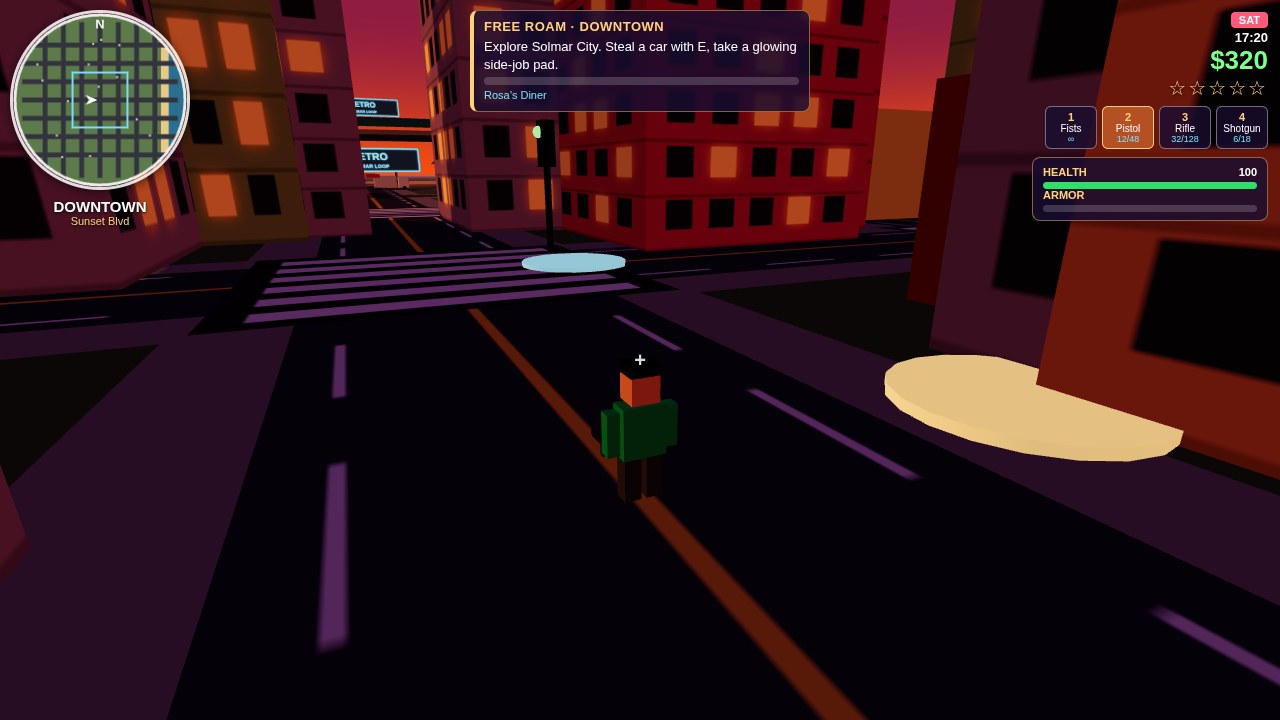 N
DOWNTOWN
Sunset Blvd
FREE ROAM · DOWNTOWN
Explore Solmar City. Steal a car with E, take a glowing
side-job pad.
Rosa's Diner
SAT
17:20
$320
☆☆☆☆☆
1
Fists
∞
2
Pistol
12/48
3
Rifle
32/128
4
Shotgun
6/18
HEALTH 100
ARMOR
ETRO
LOOP
ETRO
LOOP
+